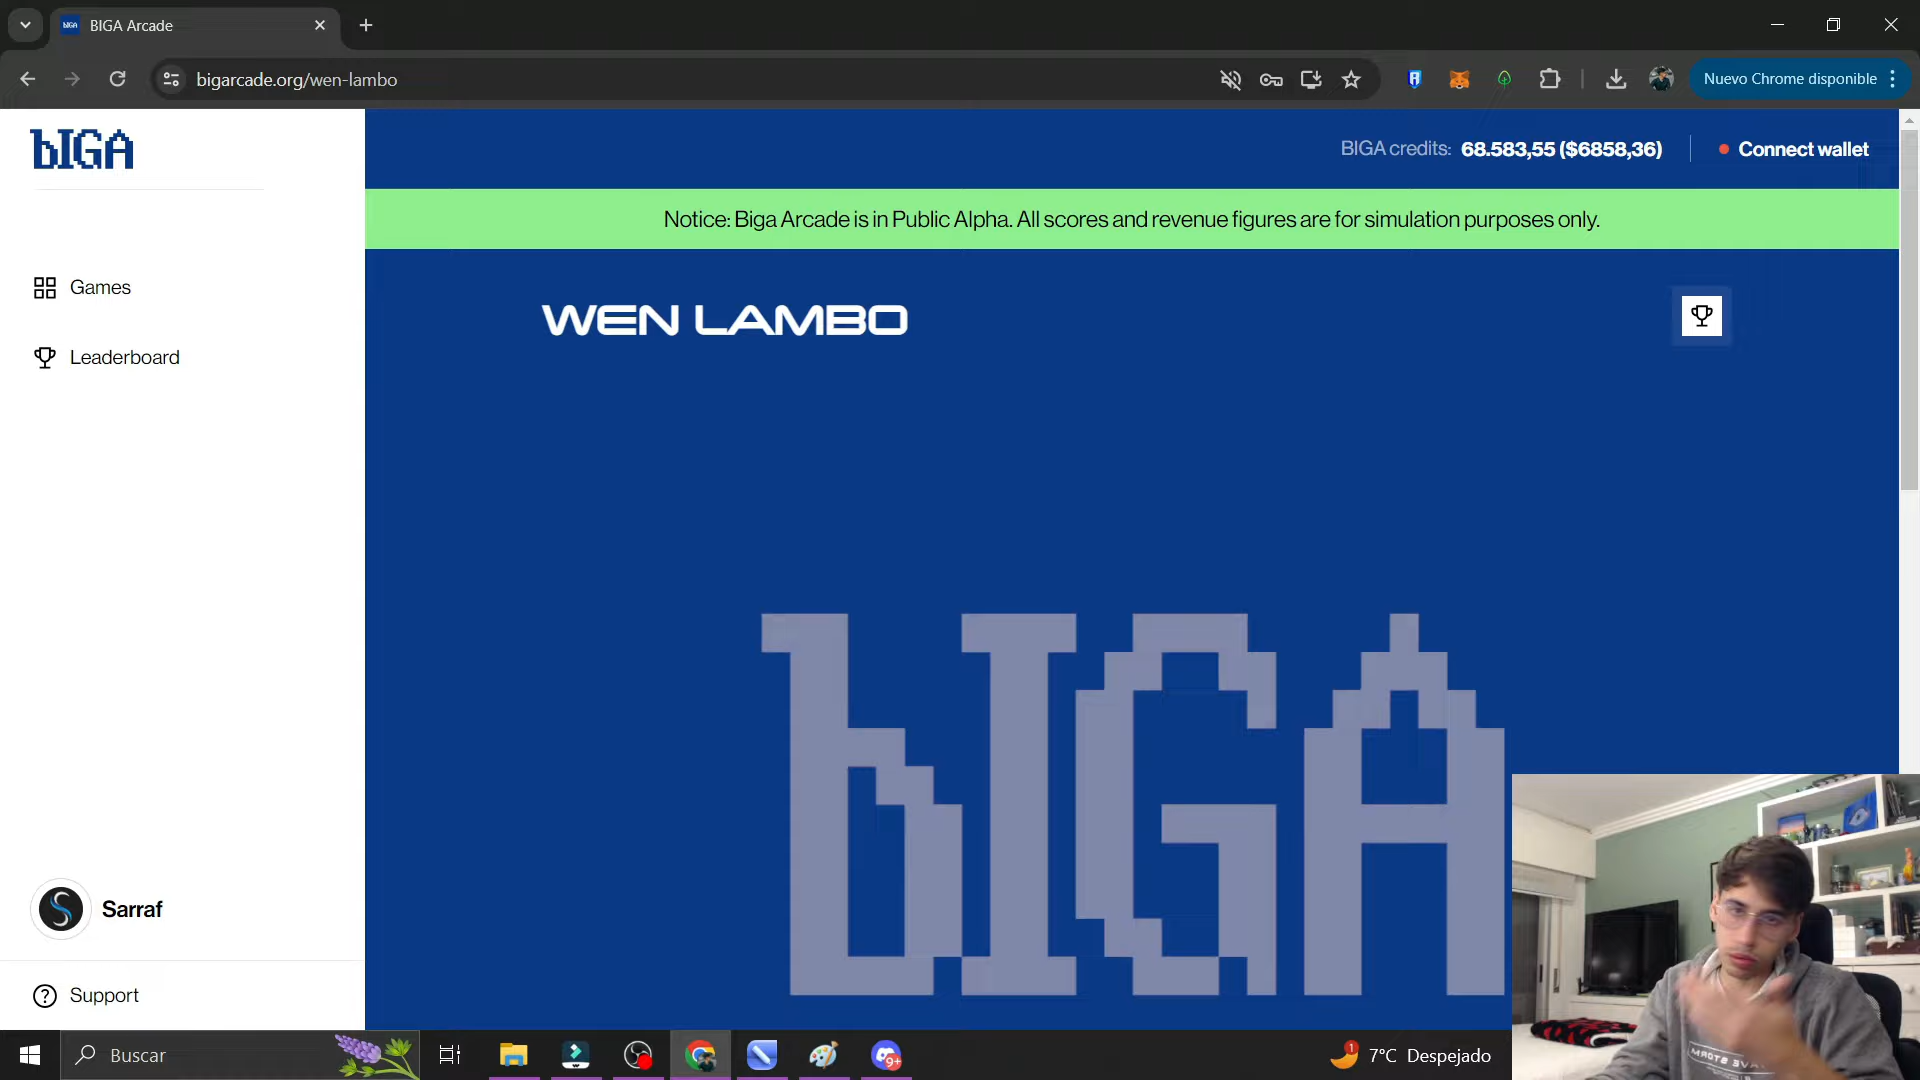 BIGA Arcade
bigarcade.org/wen-lambo
Nuevo Chrome disponible
bIGA
BIGA credits: 68.583,55 ($6858,36)
Connect wallet
Notice: Biga Arcade is in Public Alpha. All scores and revenue figures are for simulation purposes only.
Games
Leaderboard
WEN LAMBO
bIGA
Sarraf
Support
Buscar
9+
1
7°C Despejado